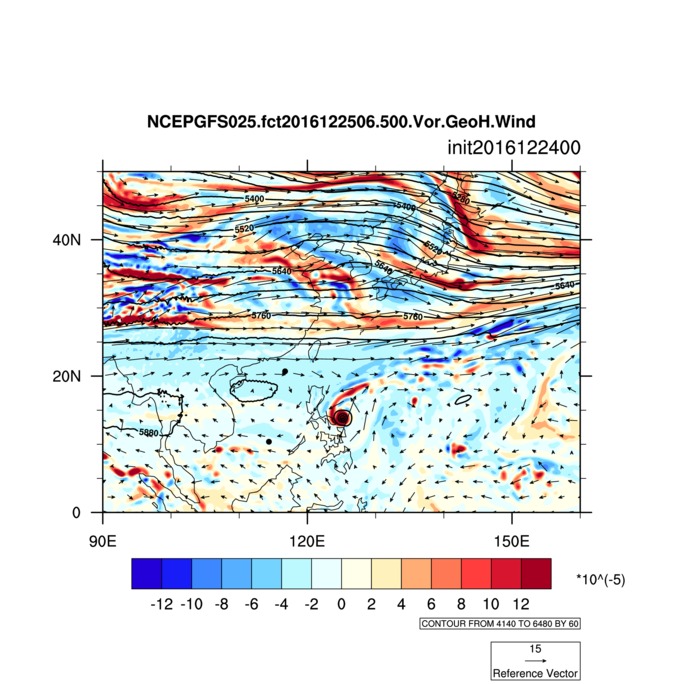 NCEPGFS025.fct2016122506.500.Vor.GeoH.Wind
init2016122400
5400
5400
5280
5520
5520
40N
5640
5640
5640
5760
5760
20N
5880
0
90E 120E 150E
-12 -10 -8 -6 -4 -2 0 2 4 6 8 10 12
*10^(-5)
CONTOUR FROM 4140 TO 6480 BY 60
15
Reference Vector